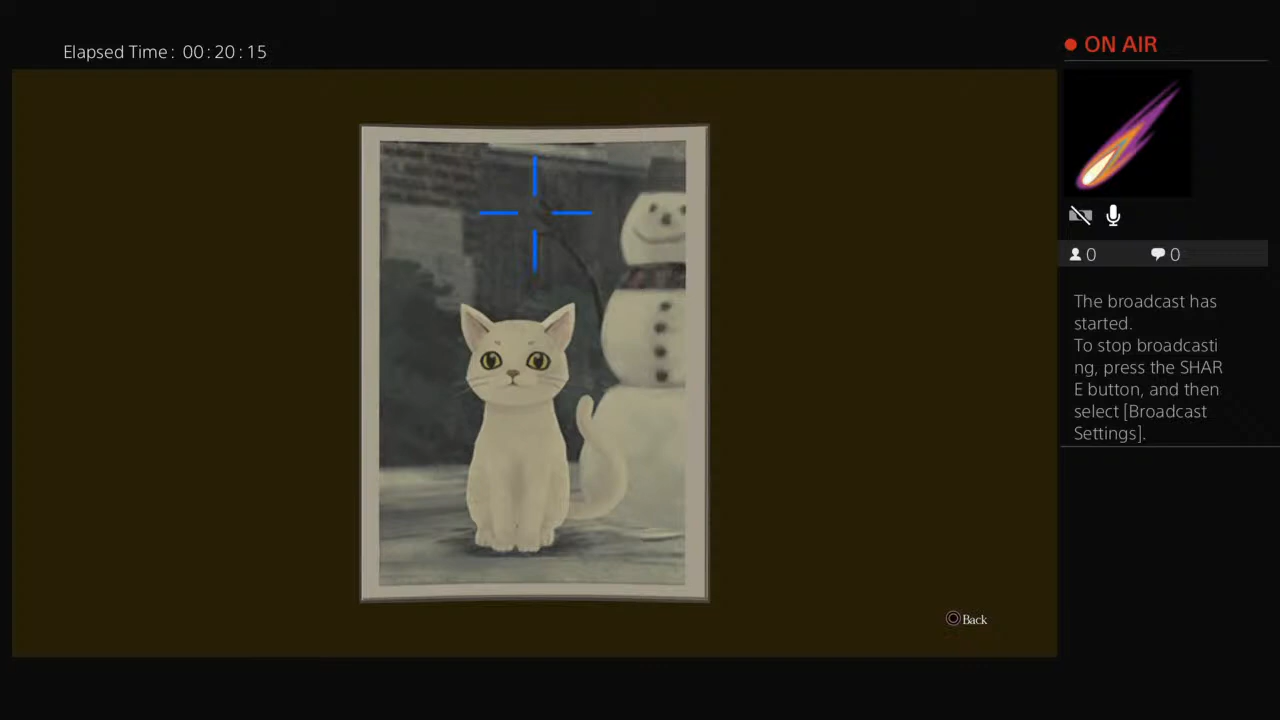 Elapsed Time: 00:20:15
ON AIR
0
0
The broadcast has
started.
To stop broadcasti
ng, press the SHAR
E button, and then
select [Broadcast
Settings].
Back